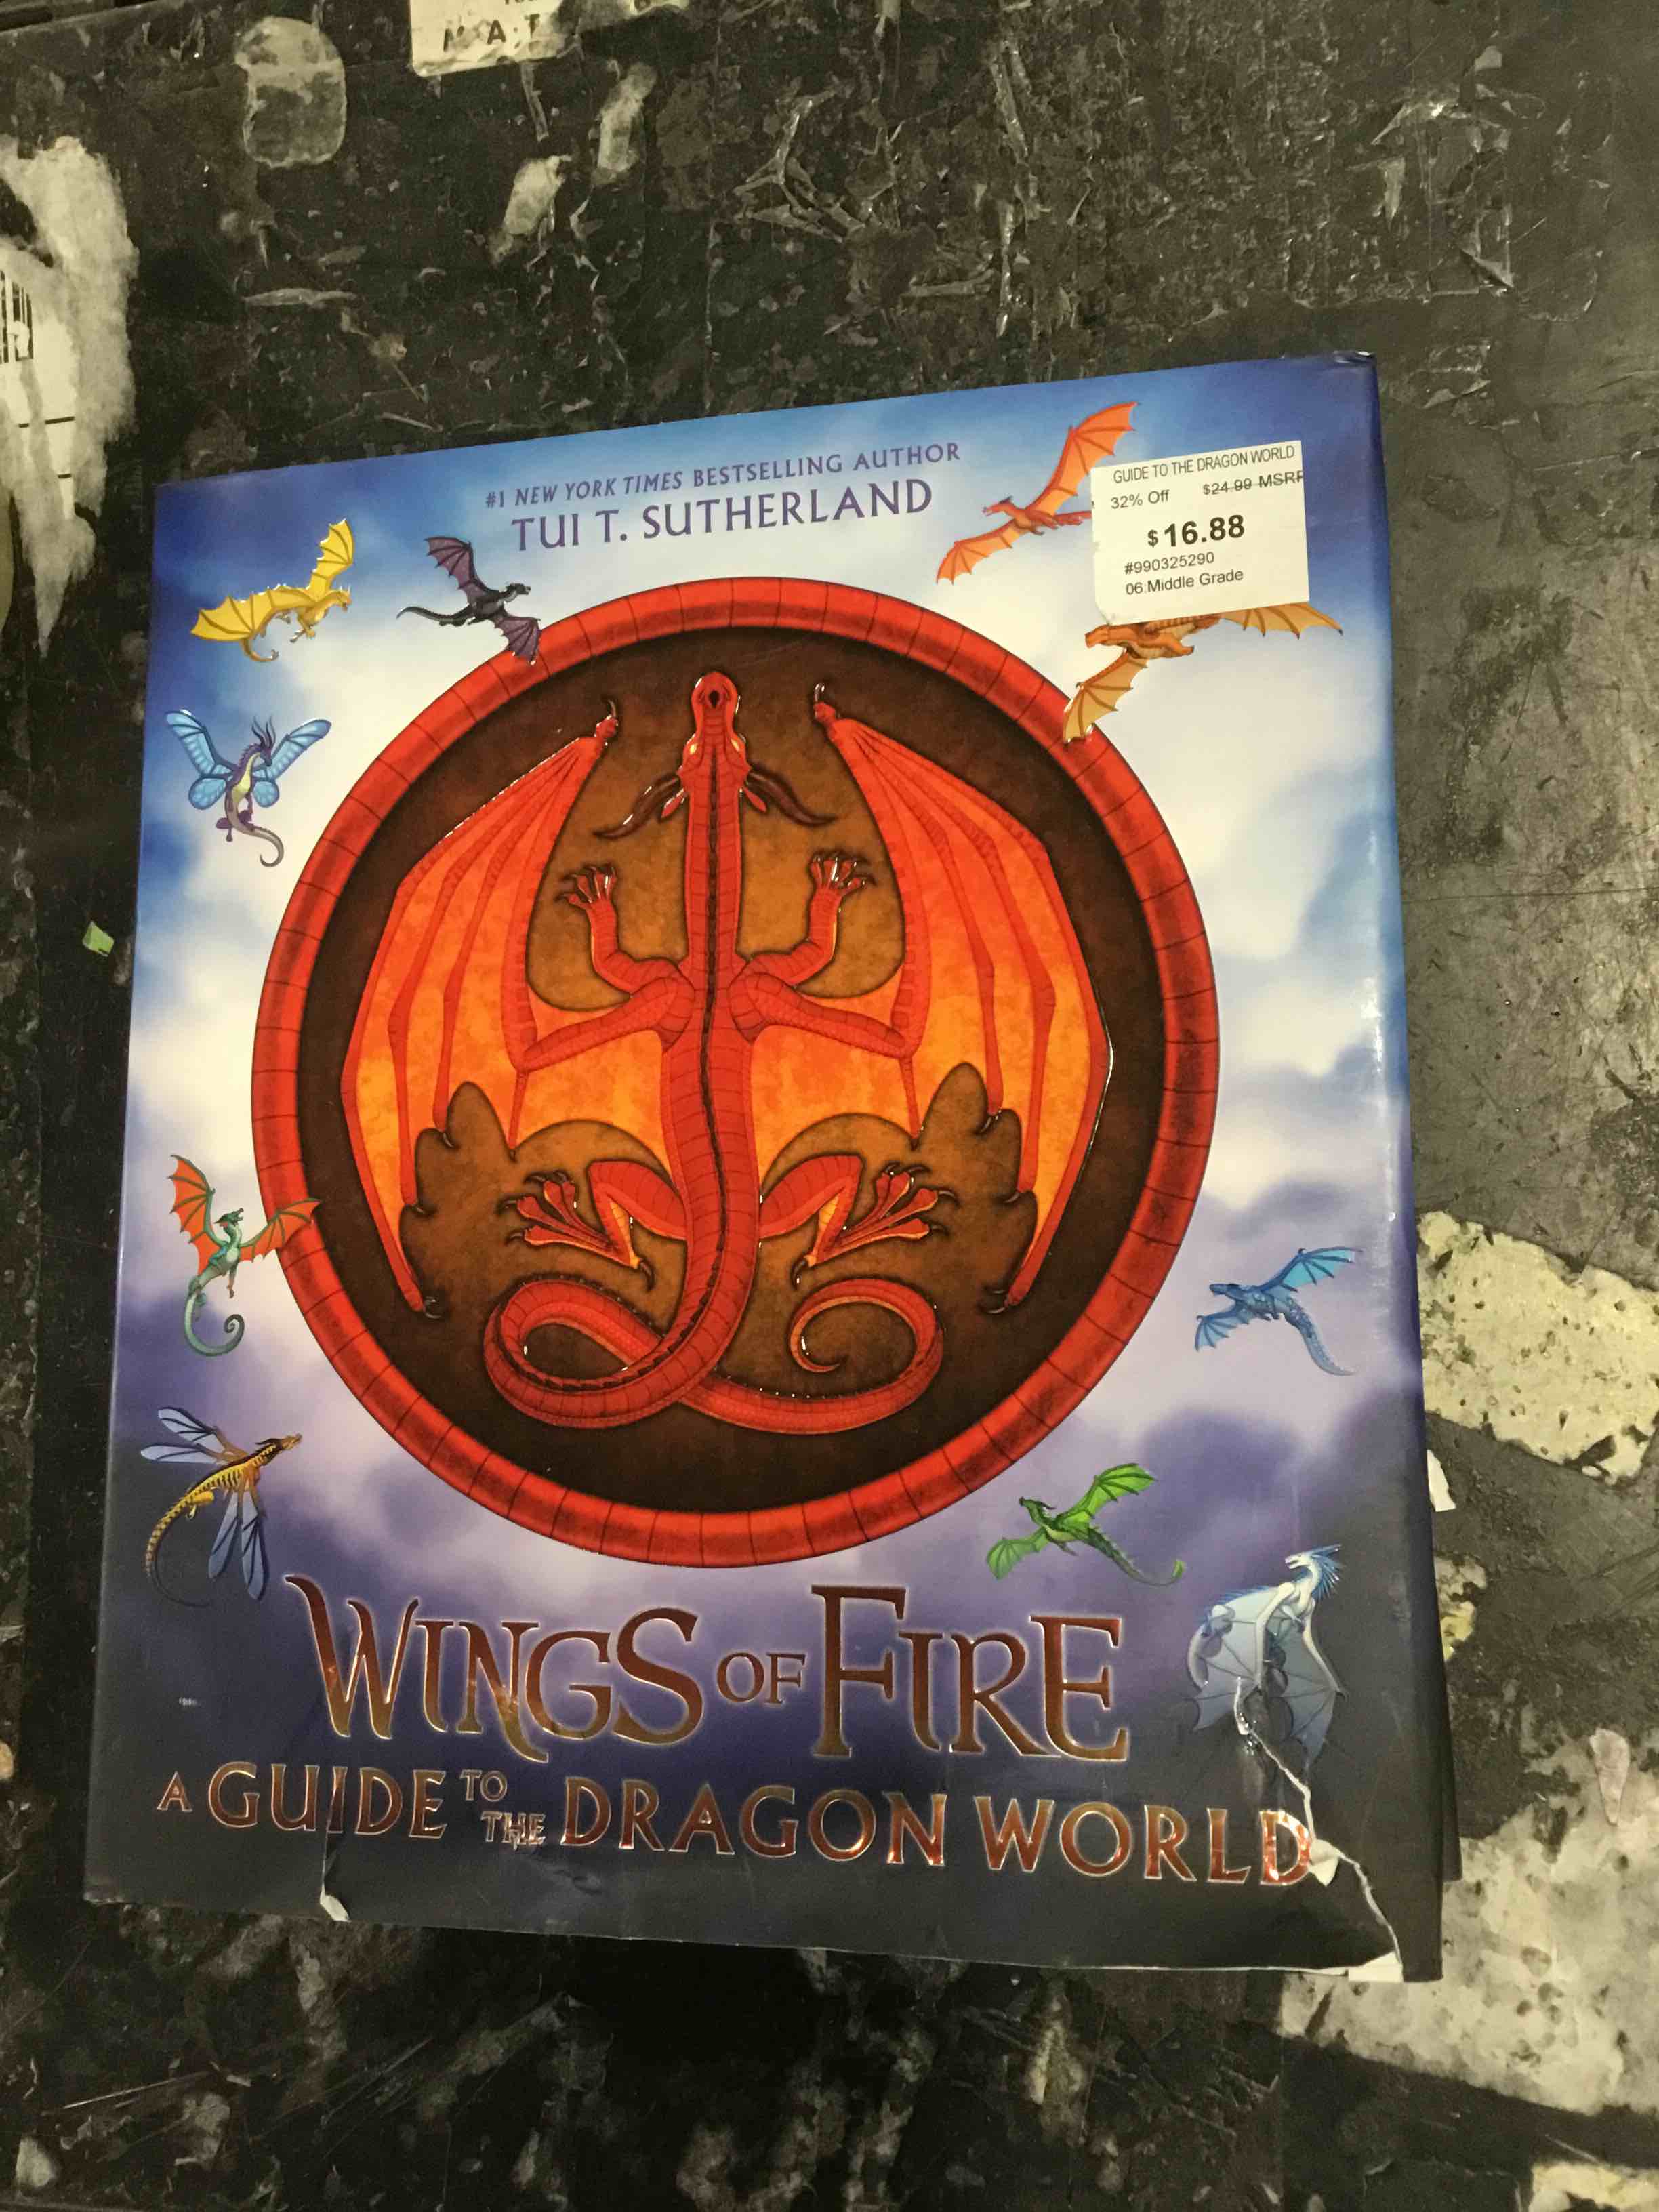 #1 NEW YORK TIMES BESTSELLING AUTHOR
TUI T. SUTHERLAND
GUIDE TO THE DRAGON WORLD
32% Off $24.99 MSRP
$16.88
#990325290
06:Middle Grade
WINGS OF FIRE
A GUIDE TO THE DRAGON WORLD